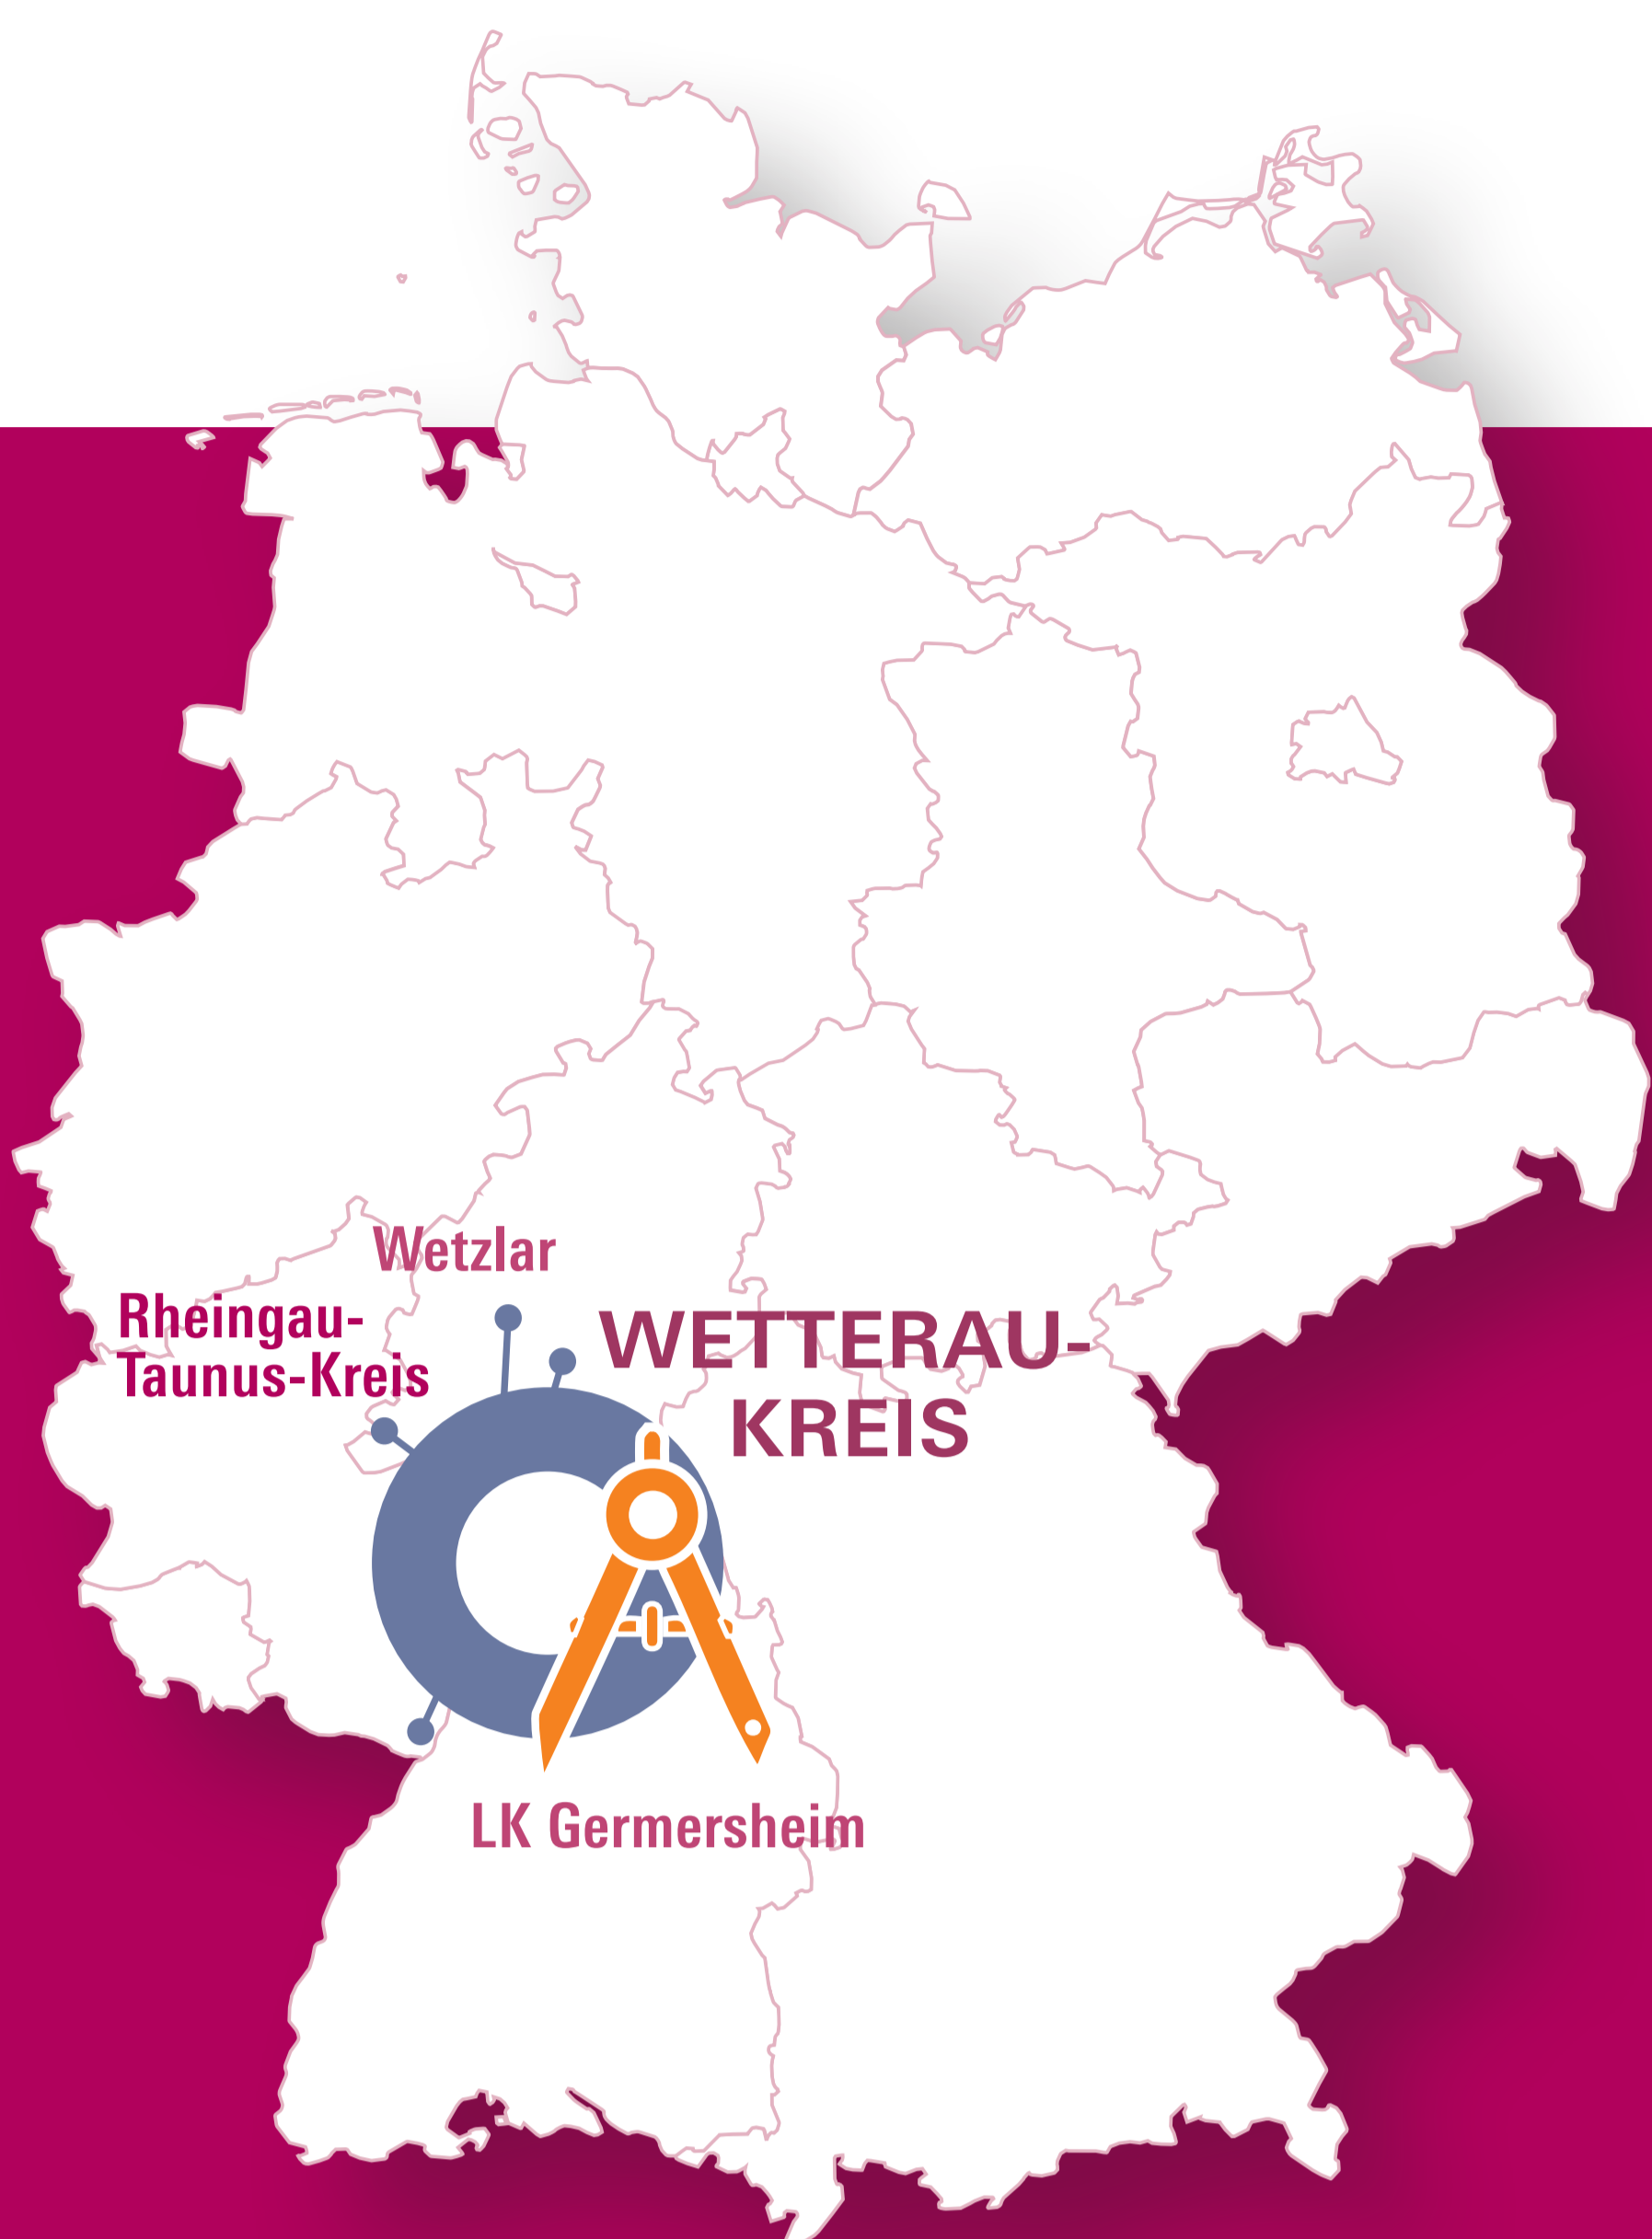 Wetzlar
Rheingau-
Taunus-Kreis
WETTERAU-
KREIS
LK Germersheim